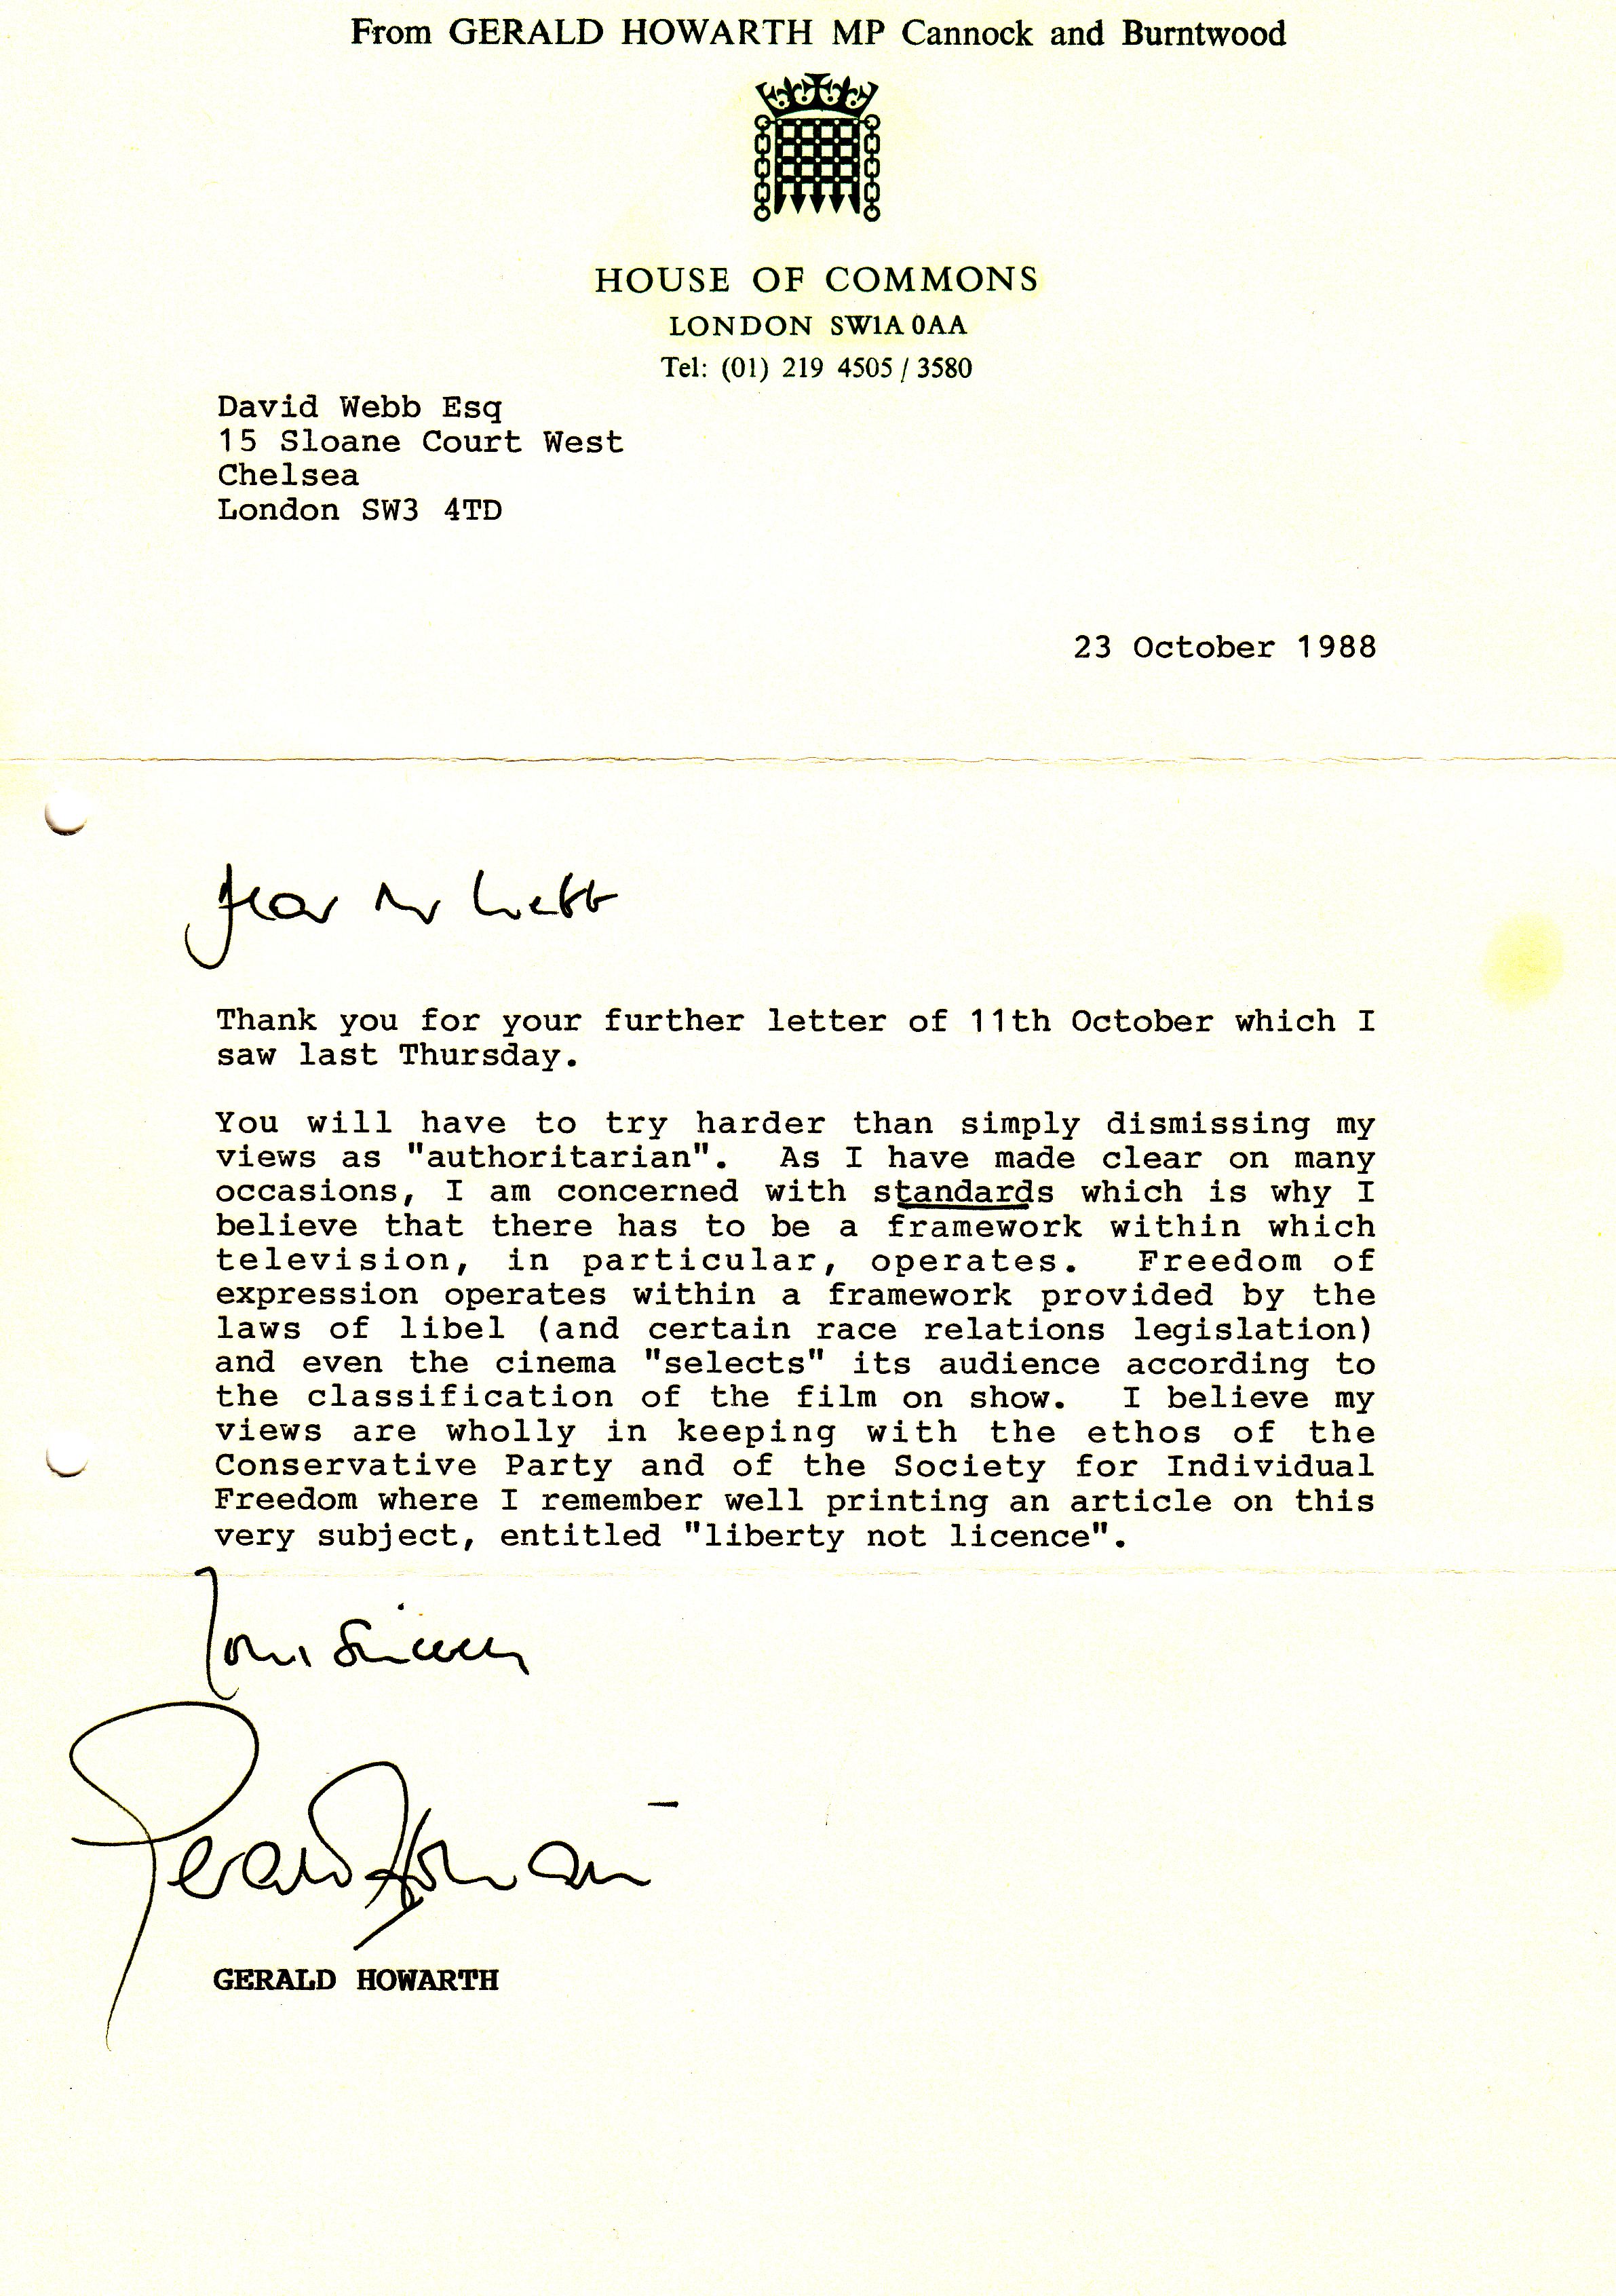 From GERALD HOWARTH MP Cannock and Burntwood
HOUSE OF COMMONS
LONDON SW1A 0AA
Tel: (01) 219 4505 / 3580
David Webb Esq
15 Sloane Court West
Chelsea
London SW3 4TD
23 October 1988
Dear Mr Webb
Thank you for your further letter of 11th October which I
saw last Thursday.
You will have to try harder than simply dismissing my
views as "authoritarian". As I have made clear on many
occasions, I am concerned with standards which is why I
believe that there has to be a framework within which
television, in particular, operates. Freedom of
expression operates within a framework provided by the
laws of libel (and certain race relations legislation)
and even the cinema "selects" its audience according to
the classification of the film on show. I believe my
views are wholly in keeping with the ethos of the
Conservative Party and of the Society for Individual
Freedom where I remember well printing an article on this
very subject, entitled "liberty not licence".
Yours Sincerely
Gerald Howarth
GERALD HOWARTH